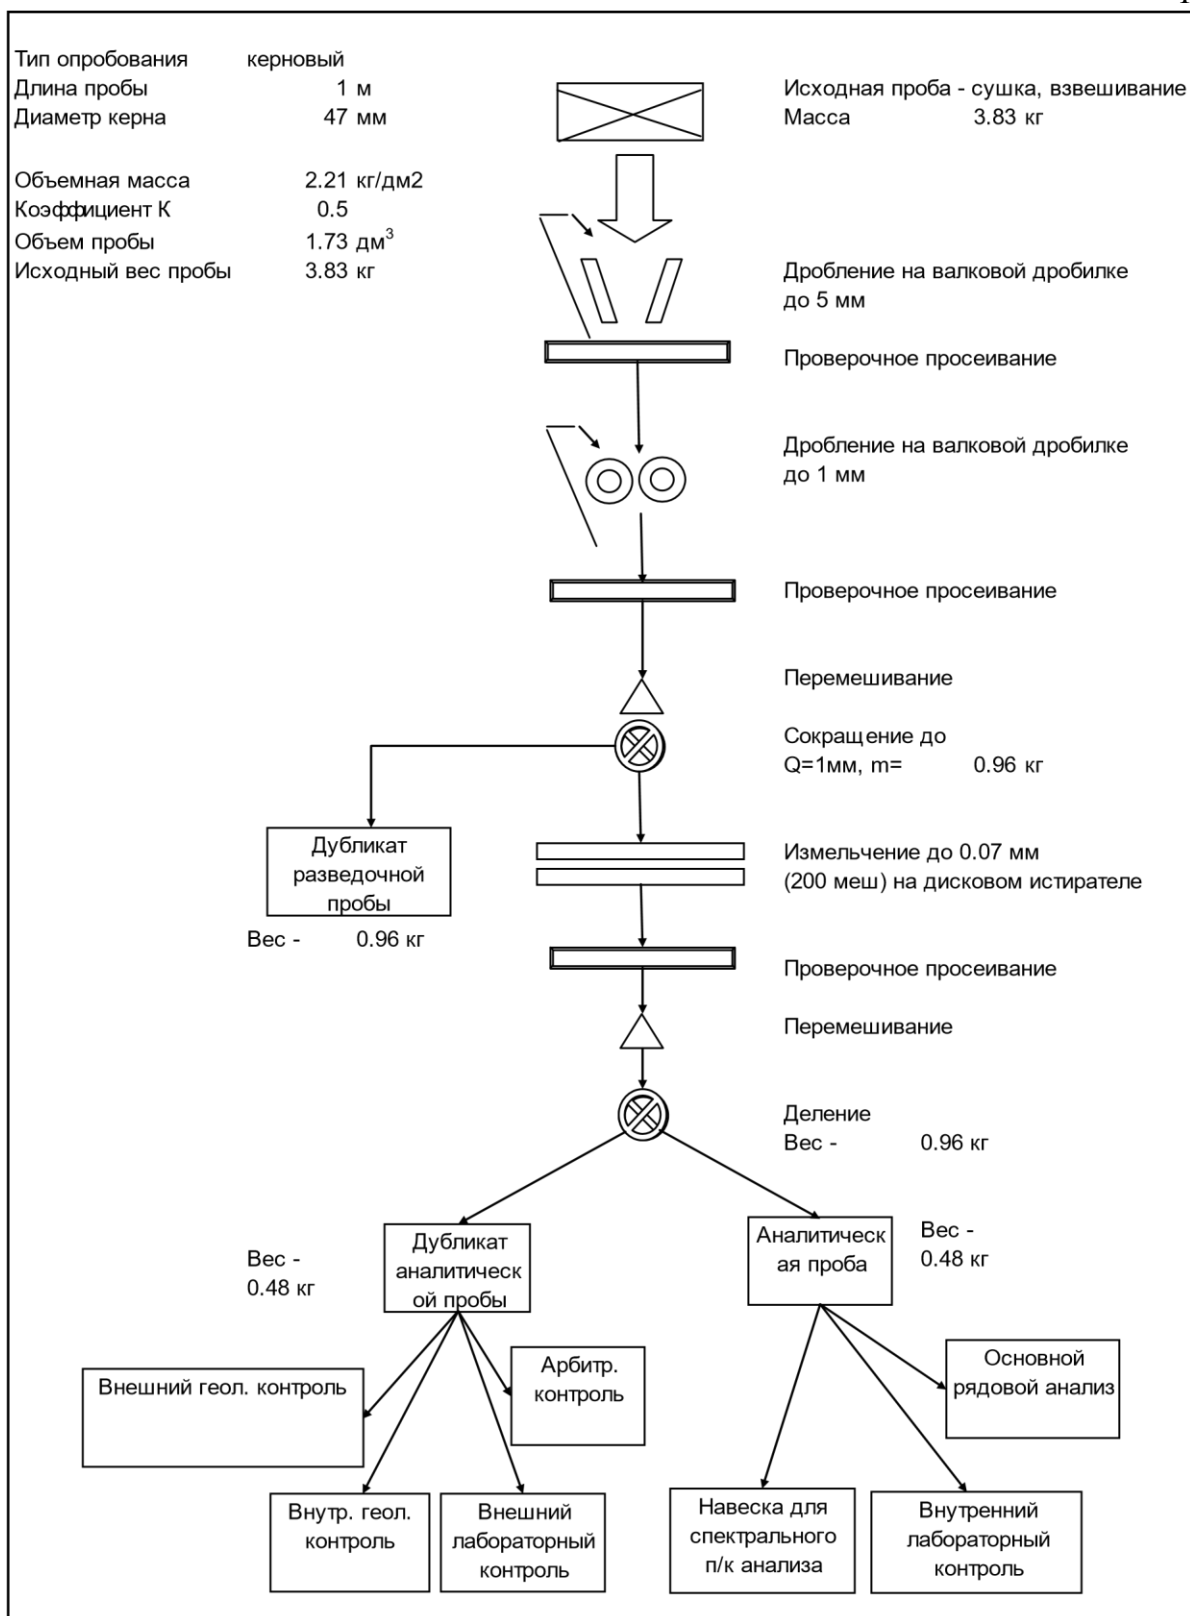 Тип опробования керновый
Длина пробы 1 м
Диаметр керна 47 мм
Объемная масса 2.21 кг/дм2
Коэффициент К 0.5
Объем пробы 1.73 дм³
Исходный вес пробы 3.83 кг
Исходная проба - сушка, взвешивание
Масса 3.83 кг
Дробление на валковой дробилке
до 5 мм
Проверочное просеивание
Дробление на валковой дробилке
до 1 мм
Проверочное просеивание
Перемешивание
Сокращение до
Q=1мм, m= 0.96 кг
Дубликат
разведочной
пробы
Вес - 0.96 кг
Измельчение до 0.07 мм
(200 меш) на дисковом истирателе
Проверочное просеивание
Перемешивание
Деление
Вес - 0.96 кг
Вес -
0.48 кг
Дубликат
аналитическ
ой пробы
Аналитическ
ая проба
Вес -
0.48 кг
Внешний геол. контроль
Арбитр.
контроль
Основной
рядовой анализ
Внутр. геол.
контроль
Внешний
лабораторный
контроль
Навеска для
спектрального
п/к анализа
Внутренний
лабораторный
контроль